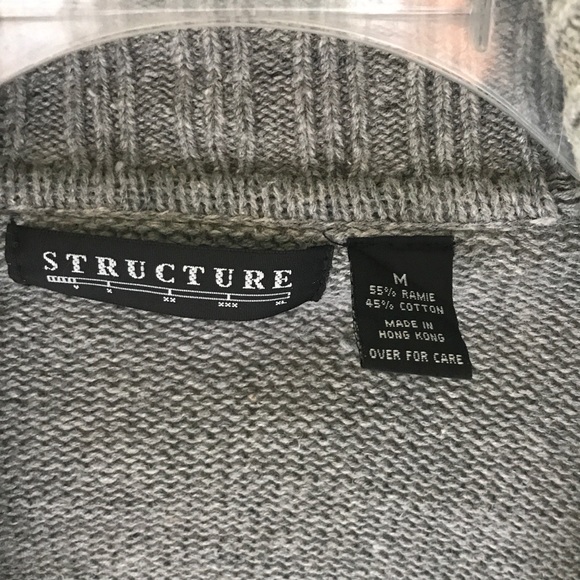 STRUCTURE
M
55% RAMIE
45% COTTON
MADE IN
HONG KONG
OVER FOR CARE